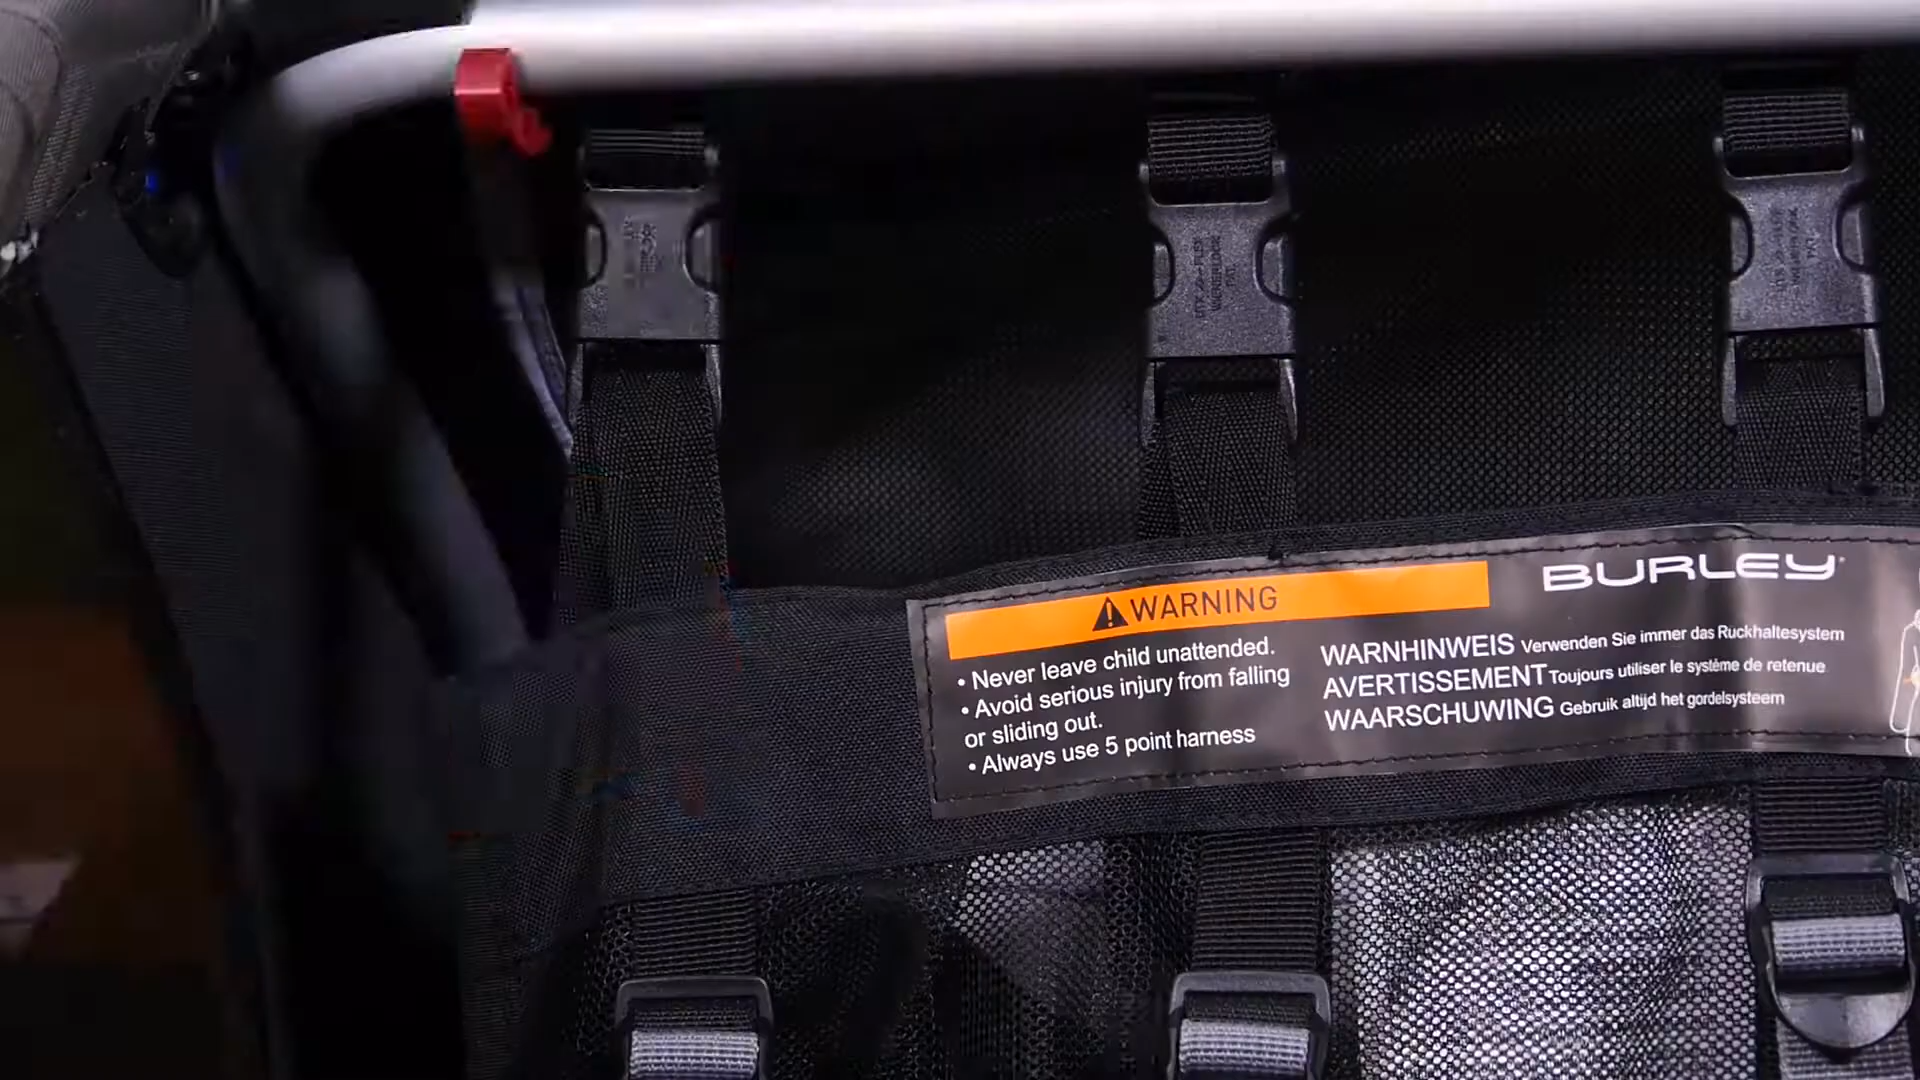 BURLEY
WARNING
• Never leave child unattended.
• Avoid serious injury from falling
or sliding out.
• Always use 5 point harness
WARNHINWEIS Verwenden Sie immer das Ruckhaltesystem
AVERTISSEMENT Toujours utiliser le système de retenue
WAARSCHUWING Gebruik altijd het gordelsysteem